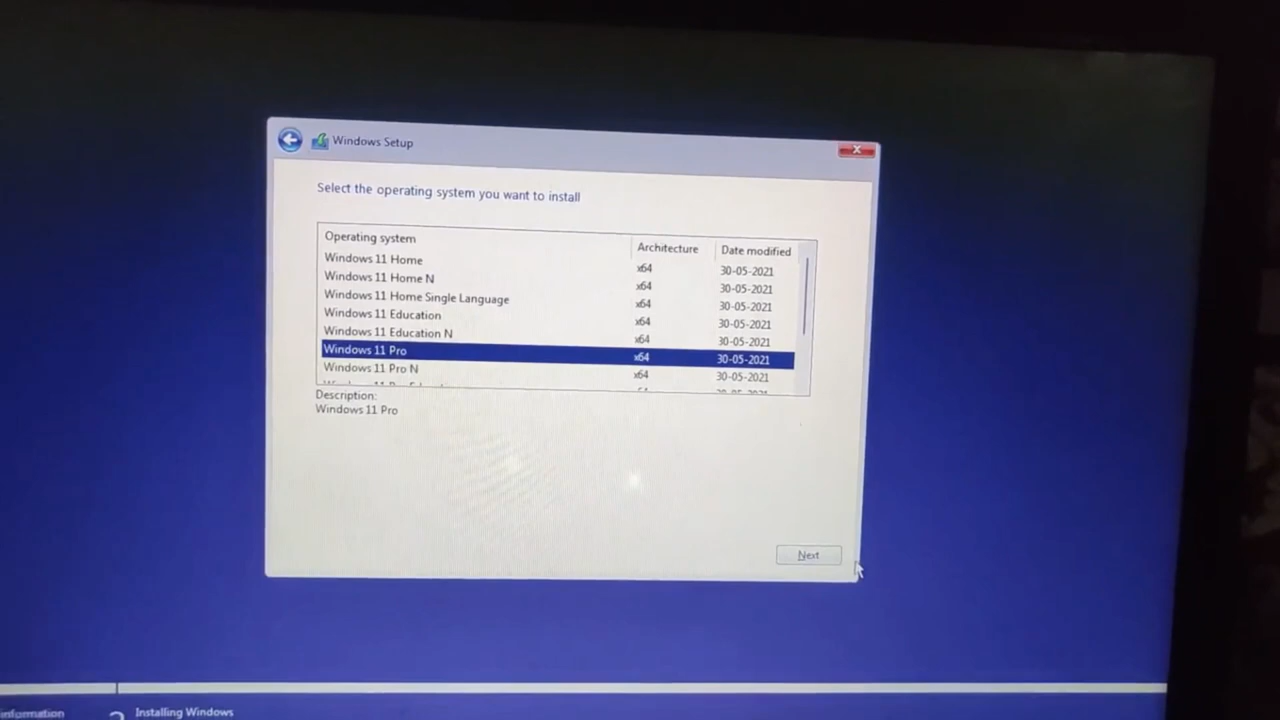 Windows Setup
Select the operating system you want to install
Operating system Architecture Date modified
Windows 11 Home x64 30-05-2021
Windows 11 Home N x64 30-05-2021
Windows 11 Home Single Language x64 30-05-2021
Windows 11 Education x64 30-05-2021
Windows 11 Education N x64 30-05-2021
Windows 11 Pro x64 30-05-2021
Windows 11 Pro N x64 30-05-2021
Description:
Windows 11 Pro
Next
information
Installing Windows